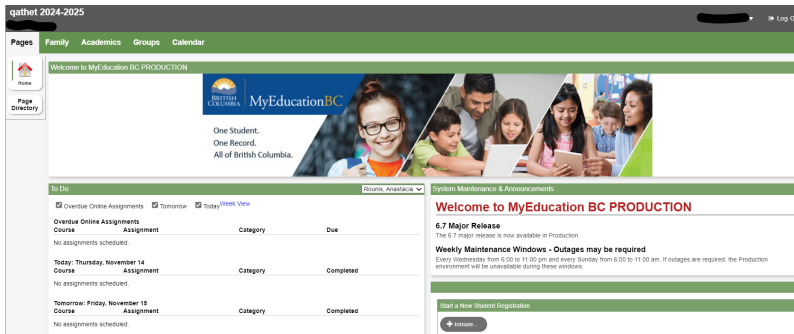 qathet 2024-2025
Log O
Pages Family Academics Groups Calendar
Home
Page
Directory
Welcome to MyEducation BC PRODUCTION
BRITISH
COLUMBIA
MyEducationBC
One Student.
One Record.
All of British Columbia.
To Do
Rounis, Anastacia
Overdue Online Assignments Tomorrow Today Week View
Overdue Online Assignments
Course Assignment Category Due
No assignments scheduled.
Today: Thursday, November 14
Course Assignment Category Completed
No assignments scheduled.
Tomorrow: Friday, November 15
Course Assignment Category Completed
No assignments scheduled.
System Maintenance & Announcements
Welcome to MyEducation BC PRODUCTION
6.7 Major Release
The 6.7 major release is now available in Production.
Weekly Maintenance Windows - Outages may be required
Every Wednesday from 6:00 to 11:00 pm and every Sunday from 6:00 to 11:00 am. If outages are required, the Production
environment will be unavailable during these windows.
Start a New Student Registration
+ Initiate...